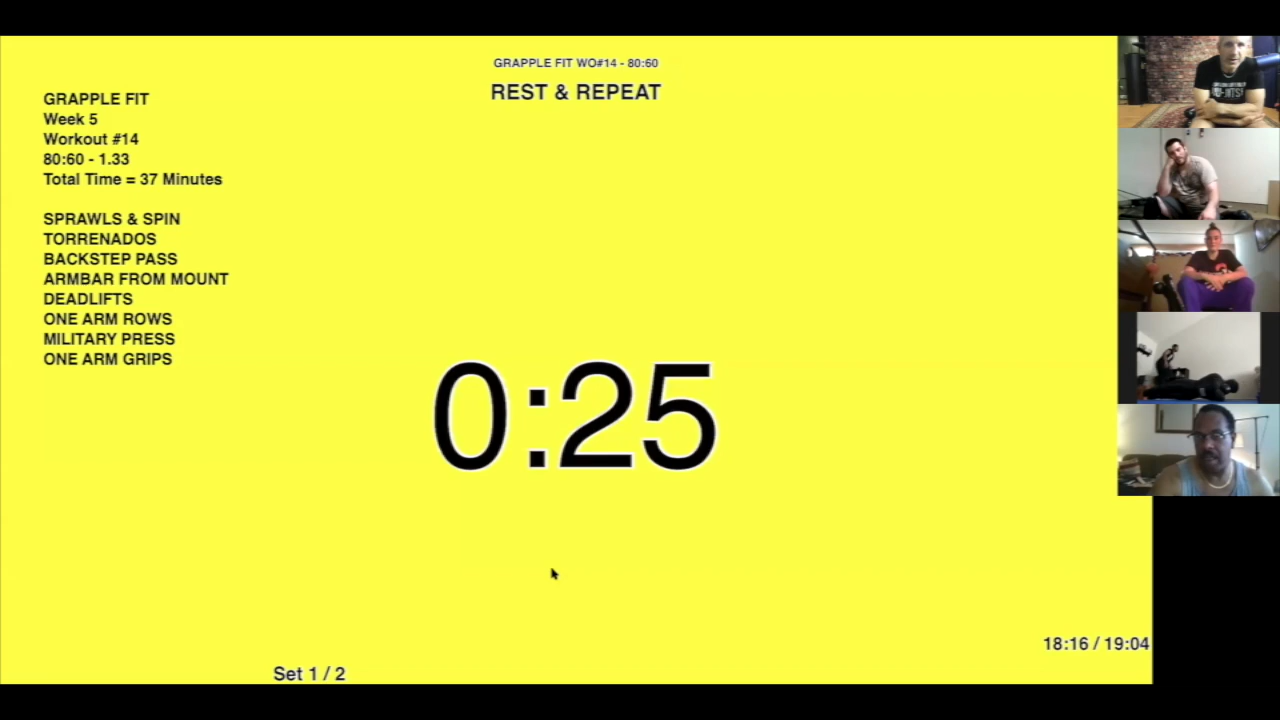 GRAPPLE FIT WO#14 - 80:60
REST & REPEAT
GRAPPLE FIT
Week 5
Workout #14
80:60 - 1.33
Total Time = 37 Minutes
SPRAWLS & SPIN
TORRENADOS
BACKSTEP PASS
ARMBAR FROM MOUNT
DEADLIFTS
ONE ARM ROWS
MILITARY PRESS
ONE ARM GRIPS
0:25
18:16 / 19:04
Set 1 / 2